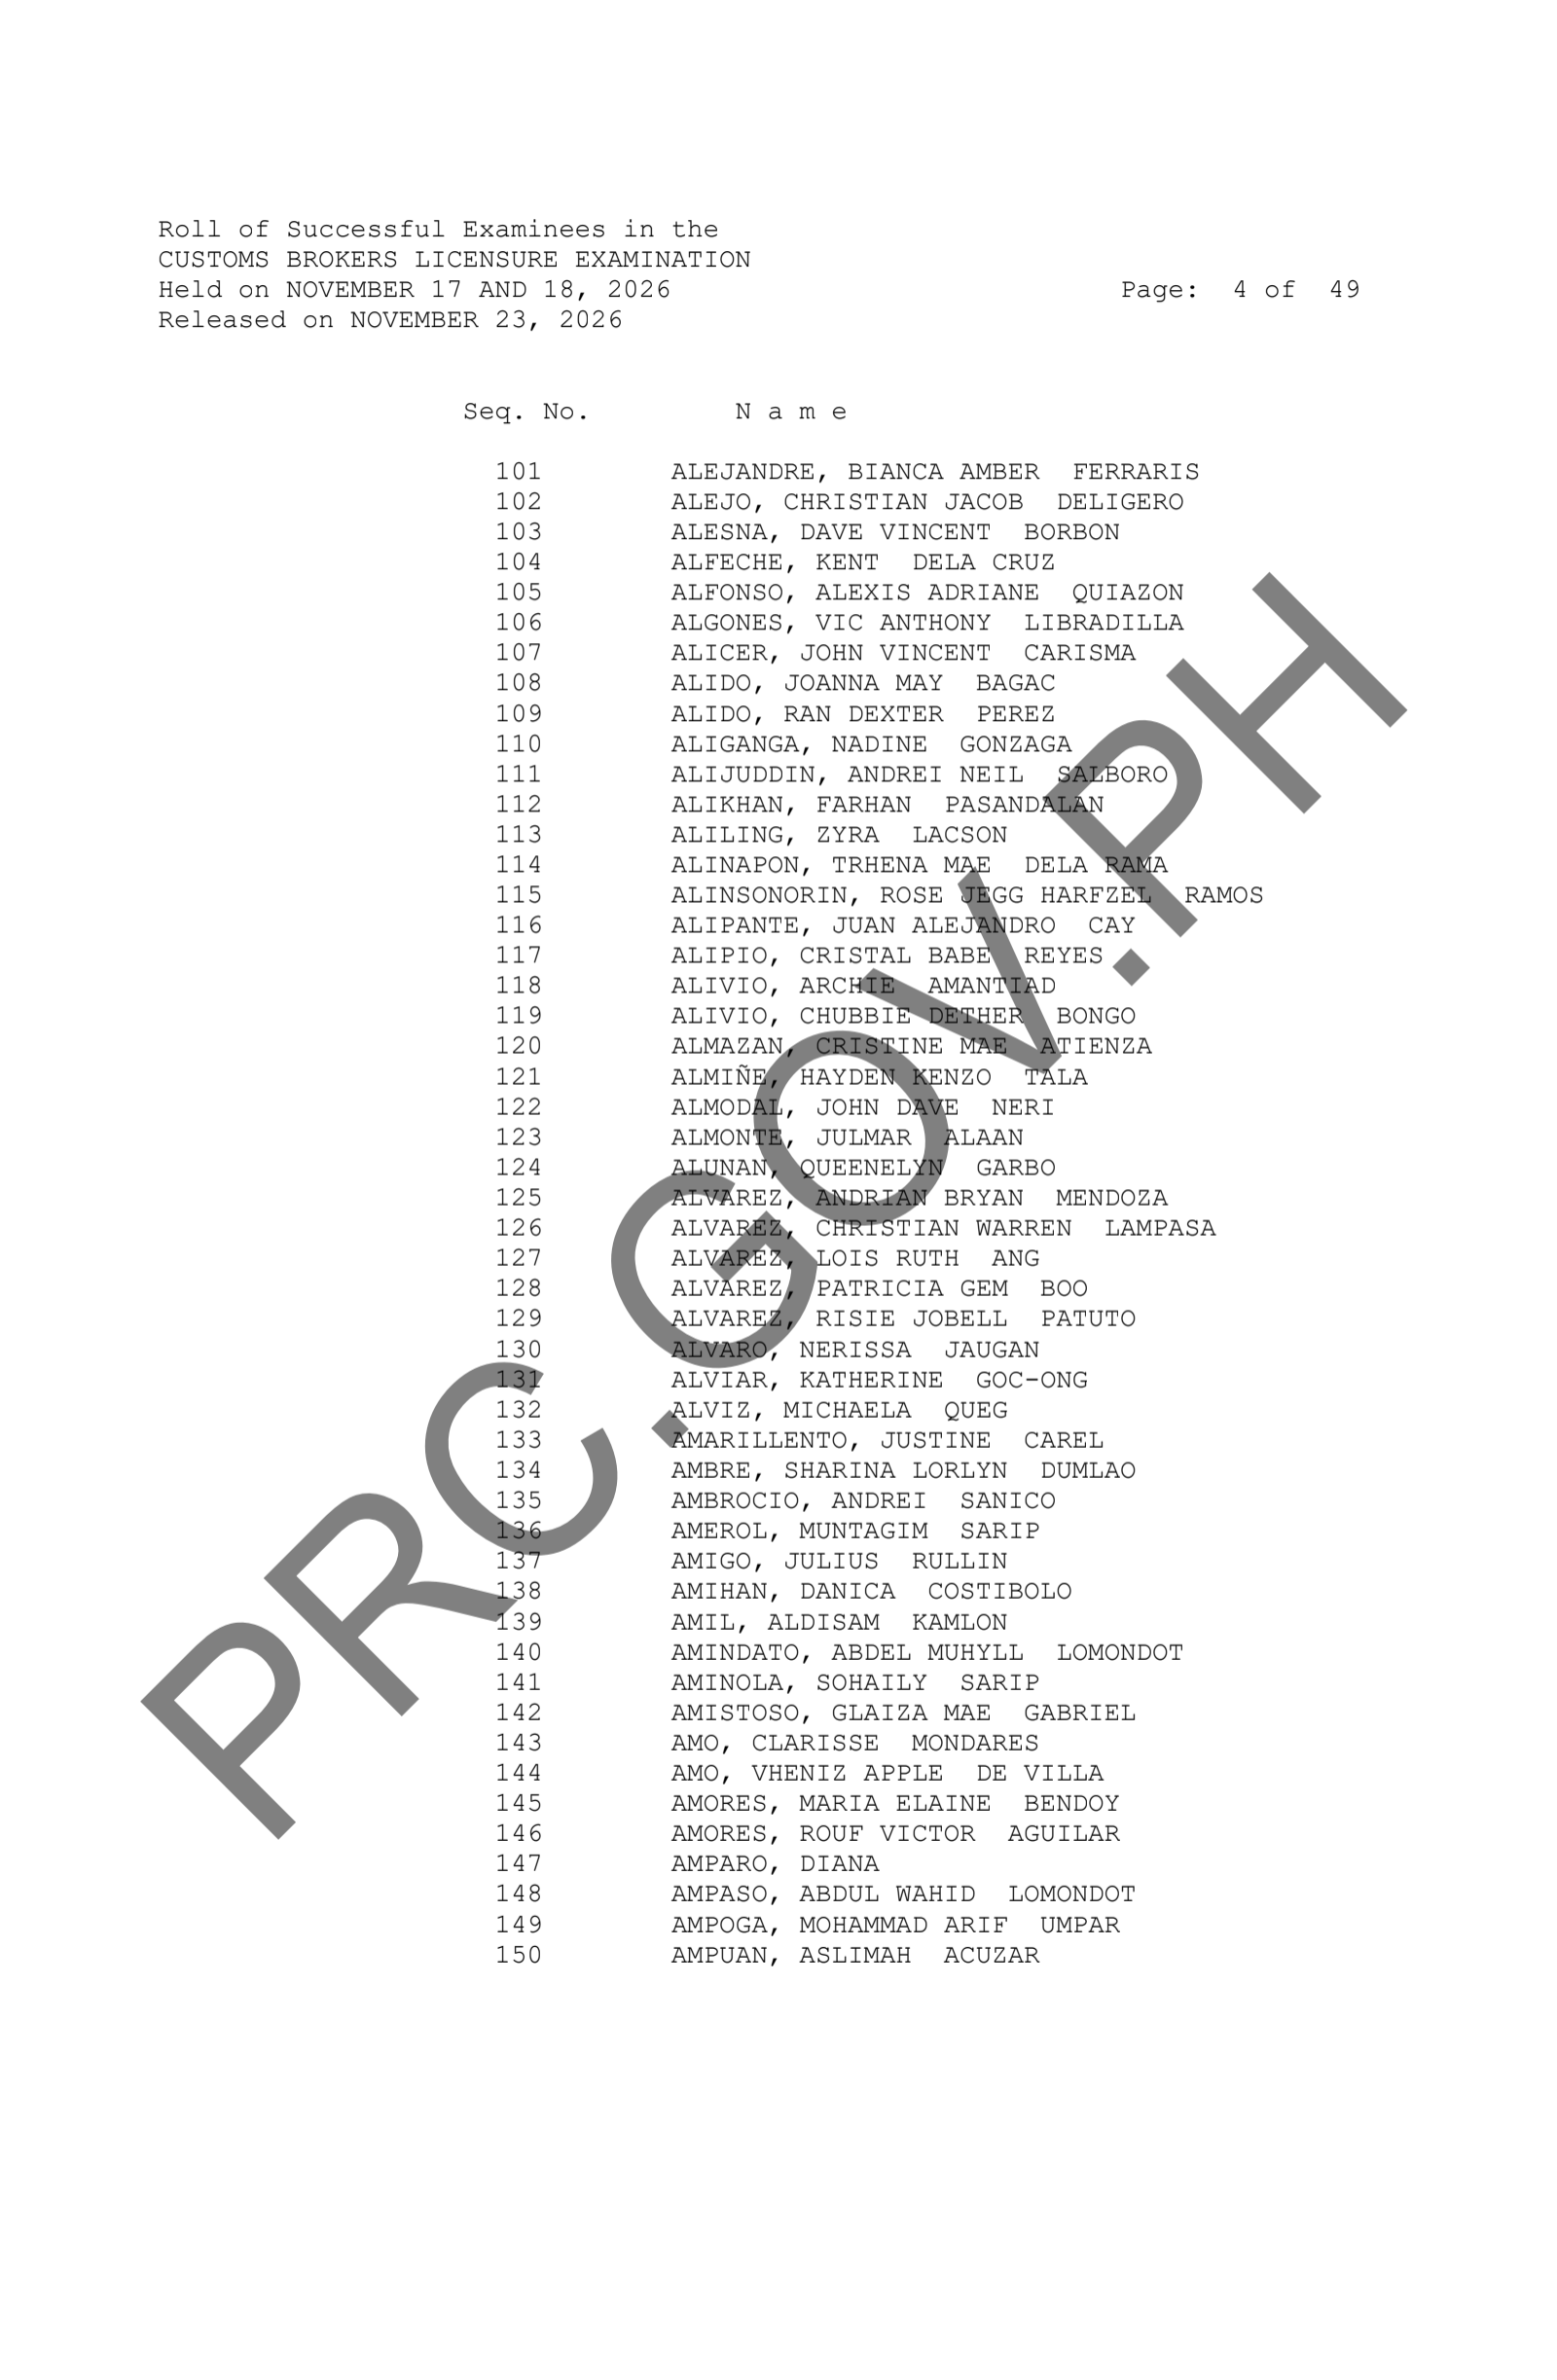 Roll of Successful Examinees in the
CUSTOMS BROKERS LICENSURE EXAMINATION
Held on NOVEMBER 17 AND 18, 2026 Page: 4 of 49
Released on NOVEMBER 23, 2026
Seq. No. N a m e
101 ALEJANDRE, BIANCA AMBER FERRARIS
102 ALEJO, CHRISTIAN JACOB DELIGERO
103 ALESNA, DAVE VINCENT BORBON
104 ALFECHE, KENT DELA CRUZ
105 ALFONSO, ALEXIS ADRIANE QUIAZON
106 ALGONES, VIC ANTHONY LIBRADILLA
107 ALICER, JOHN VINCENT CARISMA
108 ALIDO, JOANNA MAY BAGAC
109 ALIDO, RAN DEXTER PEREZ
110 ALIGANGA, NADINE GONZAGA
111 ALIJUDDIN, ANDREI NEIL SALBORO
112 ALIKHAN, FARHAN PASANDALAN
113 ALILING, ZYRA LACSON
114 ALINAPON, TRHENA MAE DELA RAMA
115 ALINSONORIN, ROSE JEGG HARFZEL RAMOS
116 ALIPANTE, JUAN ALEJANDRO CAY
117 ALIPIO, CRISTAL BABE REYES
118 ALIVIO, ARCHIE AMANTIAD
119 ALIVIO, CHUBBIE DETHER BONGO
120 ALMAZAN, CRISTINE MAE ATIENZA
121 ALMIÑE, HAYDEN KENZO TALA
122 ALMODAL, JOHN DAVE NERI
123 ALMONTE, JULMAR ALAAN
124 ALUNAN, QUEENELYN GARBO
125 ALVAREZ, ANDRIAN BRYAN MENDOZA
126 ALVAREZ, CHRISTIAN WARREN LAMPASA
127 ALVAREZ, LOIS RUTH ANG
128 ALVAREZ, PATRICIA GEM BOO
129 ALVAREZ, RISIE JOBELL PATUTO
130 ALVARO, NERISSA JAUGAN
131 ALVIAR, KATHERINE GOC-ONG
132 ALVIZ, MICHAELA QUEG
133 AMARILLENTO, JUSTINE CAREL
134 AMBRE, SHARINA LORLYN DUMLAO
135 AMBROCIO, ANDREI SANICO
136 AMEROL, MUNTAGIM SARIP
137 AMIGO, JULIUS RULLIN
138 AMIHAN, DANICA COSTIBOLO
139 AMIL, ALDISAM KAMLON
140 AMINDATO, ABDEL MUHYLL LOMONDOT
141 AMINOLA, SOHAILY SARIP
142 AMISTOSO, GLAIZA MAE GABRIEL
143 AMO, CLARISSE MONDARES
144 AMO, VHENIZ APPLE DE VILLA
145 AMORES, MARIA ELAINE BENDOY
146 AMORES, ROUF VICTOR AGUILAR
147 AMPARO, DIANA
148 AMPASO, ABDUL WAHID LOMONDOT
149 AMPOGA, MOHAMMAD ARIF UMPAR
150 AMPUAN, ASLIMAH ACUZAR
PRC.GOV.PH